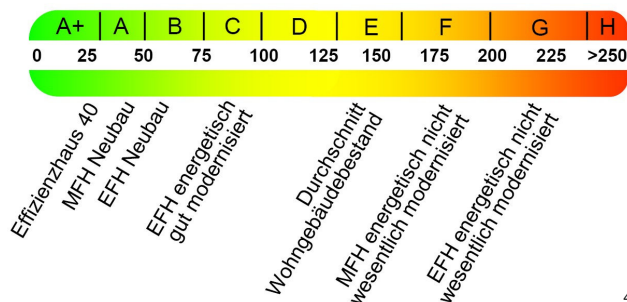 A+ A B C D E F G H
0 25 50 75 100 125 150 175 200 225 >250
Effizienzhaus 40
MFH Neubau
EFH Neubau
EFH energetisch
gut modernisiert
Durchschnitt
Wohngebäudebestand
MFH energetisch nicht
wesentlich modernisiert
EFH energetisch nicht
wesentlich modernisiert